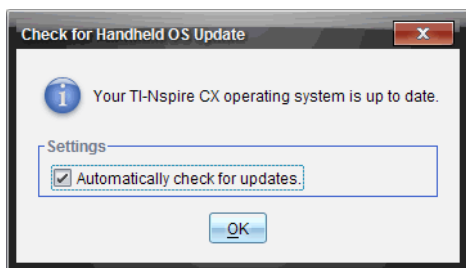 Check for Handheld OS Update
Your TI-Nspire CX operating system is up to date.
Settings
Automatically check for updates.
OK